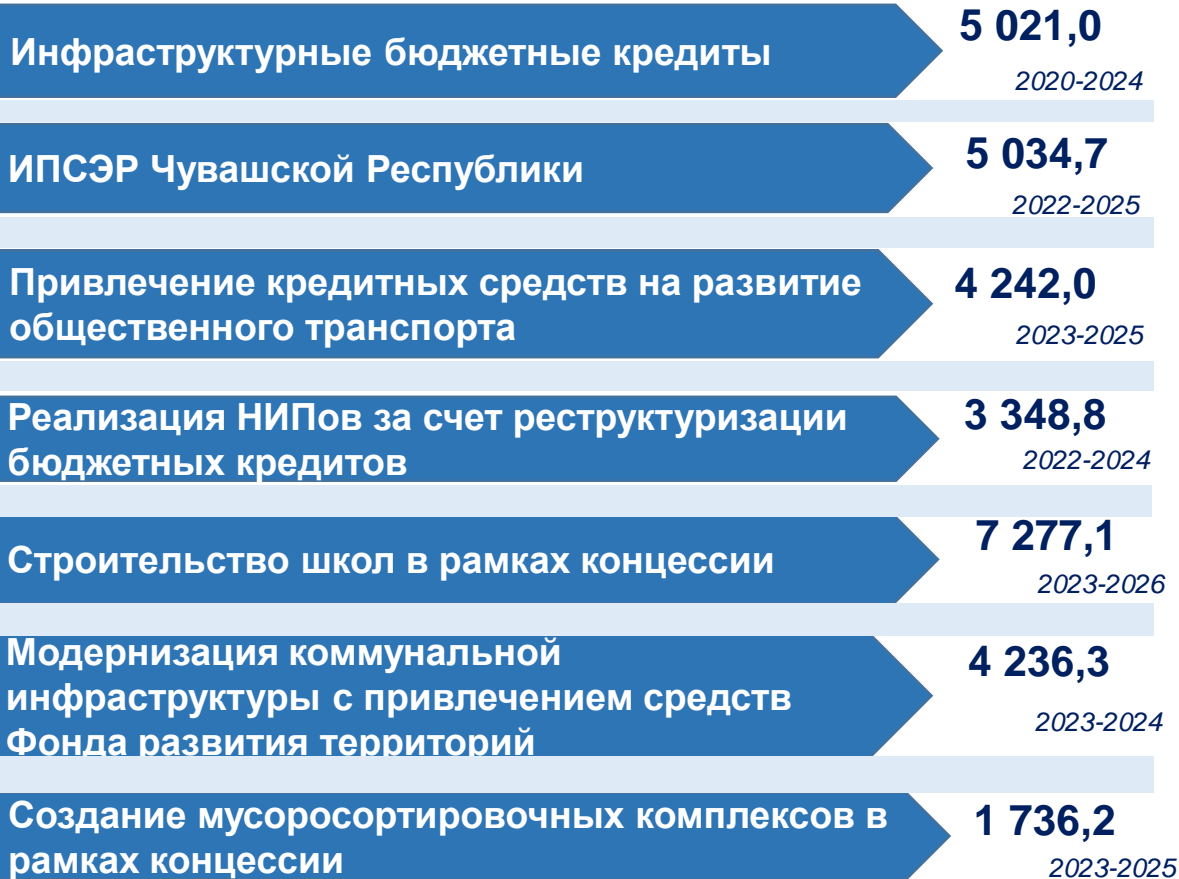 Инфраструктурные бюджетные кредиты
5 021,0
2020-2024
ИПСЭР Чувашской Республики
5 034,7
2022-2025
Привлечение кредитных средств на развитие
общественного транспорта
4 242,0
2023-2025
Реализация НИПов за счет реструктуризации
бюджетных кредитов
3 348,8
2022-2024
Строительство школ в рамках концессии
7 277,1
2023-2026
Модернизация коммунальной
инфраструктуры с привлечением средств
Фонда развития территорий
4 236,3
2023-2024
Создание мусоросортировочных комплексов в
рамках концессии
1 736,2
2023-2025